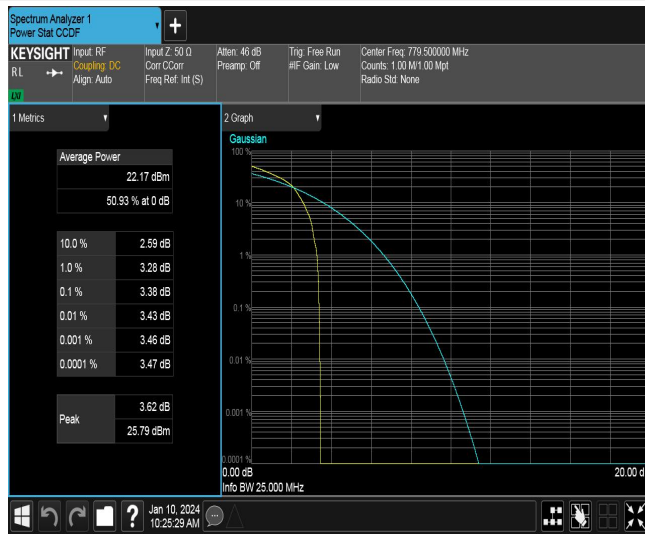 Spectrum Analyzer 1
Power Stat CCDF
KEYSIGHT
RL
Input: RF
Coupling: DC
Align: Auto
Input Z: 50 Ω
Corr CCorr
Freq Ref: Int (S)
Atten: 46 dB
Preamp: Off
Trig: Free Run
#IF Gain: Low
Center Freq: 779.500000 MHz
Counts: 1.00 M/1.00 Mpt
Radio Std: None
1 Metrics
Average Power
22.17 dBm
50.93 % at 0 dB
10.0 % 2.59 dB
1.0 % 3.28 dB
0.1 % 3.38 dB
0.01 % 3.43 dB
0.001 % 3.46 dB
0.0001 % 3.47 dB
Peak
3.62 dB
25.79 dBm
2 Graph
Gaussian
100 %
10 %
1 %
0.1 %
0.01 %
0.001 %
0.0001 %
0.00 dB
20.00 d
Info BW 25.000 MHz
?
Jan 10, 2024
10:25:29 AM